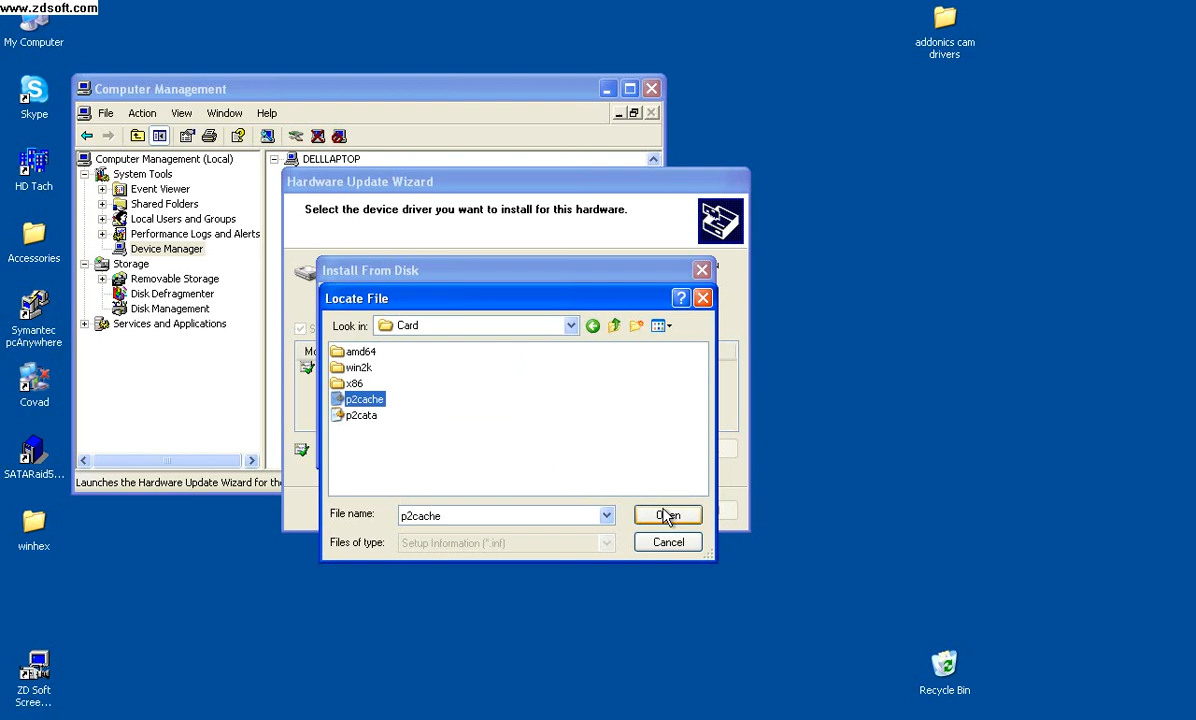 www.zdsoft.com
My Computer
Skype
HD Tach
Accessories
Symantec
pcAnywhere
Covad
SATARaid5...
winhex
ZD Soft
Scree...
addonics cam
drivers
Recycle Bin
Computer Management
File Action View Window Help
Computer Management (Local)
System Tools
Event Viewer
Shared Folders
Local Users and Groups
Performance Logs and Alerts
Device Manager
Storage
Removable Storage
Disk Defragmenter
Disk Management
Services and Applications
DELLLAPTOP
Launches the Hardware Update Wizard for the
Hardware Update Wizard
Select the device driver you want to install for this hardware.
Install From Disk
Locate File
Look in: Card
amd64
win2k
x86
p2cache
p2cata
File name: p2cache
Open
Files of type: Setup Information (*.inf)
Cancel